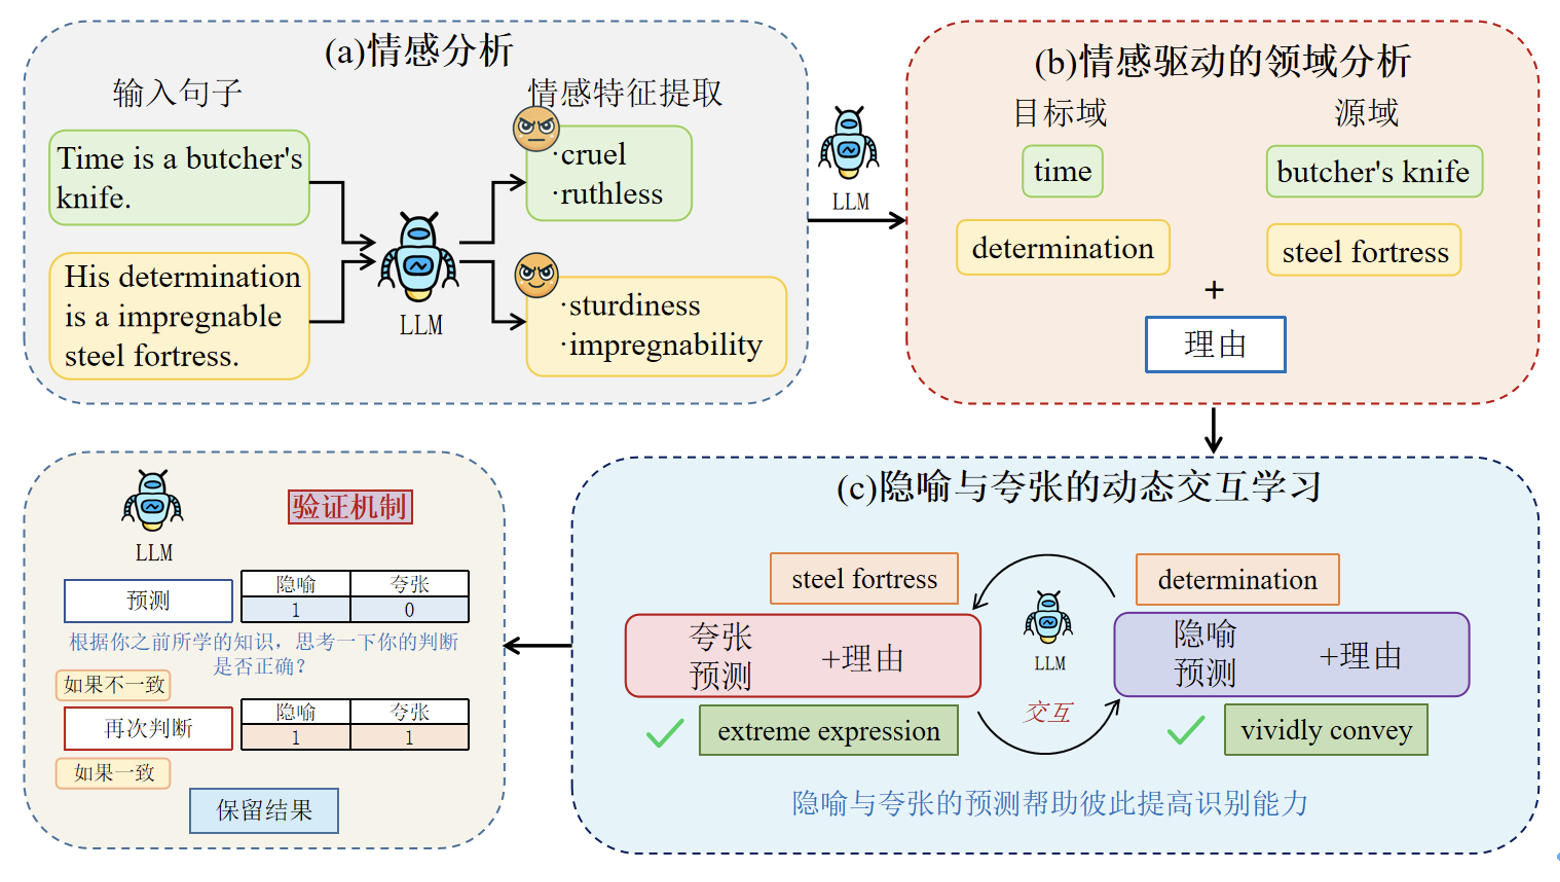 (a)情感分析
输入句子
情感特征提取
Time is a butcher's
knife.
·cruel
·ruthless
His determination
is a impregnable
steel fortress.
LLM
·sturdiness
·impregnability
LLM
(b)情感驱动的领域分析
目标域
源域
time
butcher's knife
determination
steel fortress
+
理由
(c)隐喻与夸张的动态交互学习
steel fortress
determination
夸张
预测
+理由
LLM
隐喻
预测
+理由
交互
extreme expression
vividly convey
隐喻与夸张的预测帮助彼此提高识别能力
LLM
验证机制
预测
隐喻 夸张
1 0
根据你之前所学的知识，思考一下你的判断
是否正确？
如果不一致
再次判断
隐喻 夸张
1 1
如果一致
保留结果